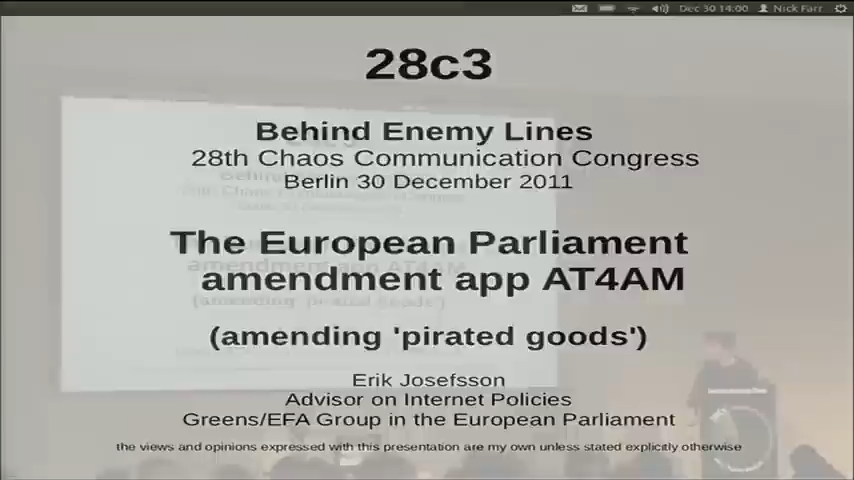 Dec 30 14:00 Nick Farr
28c3
Behind Enemy Lines
28th Chaos Communication Congress
Berlin 30 December 2011
The European Parliament
amendment app AT4AM
(amending 'pirated goods')
Erik Josefsson
Advisor on Internet Policies
Greens/EFA Group in the European Parliament
the views and opinions expressed with this presentation are my own unless stated explicitly otherwise